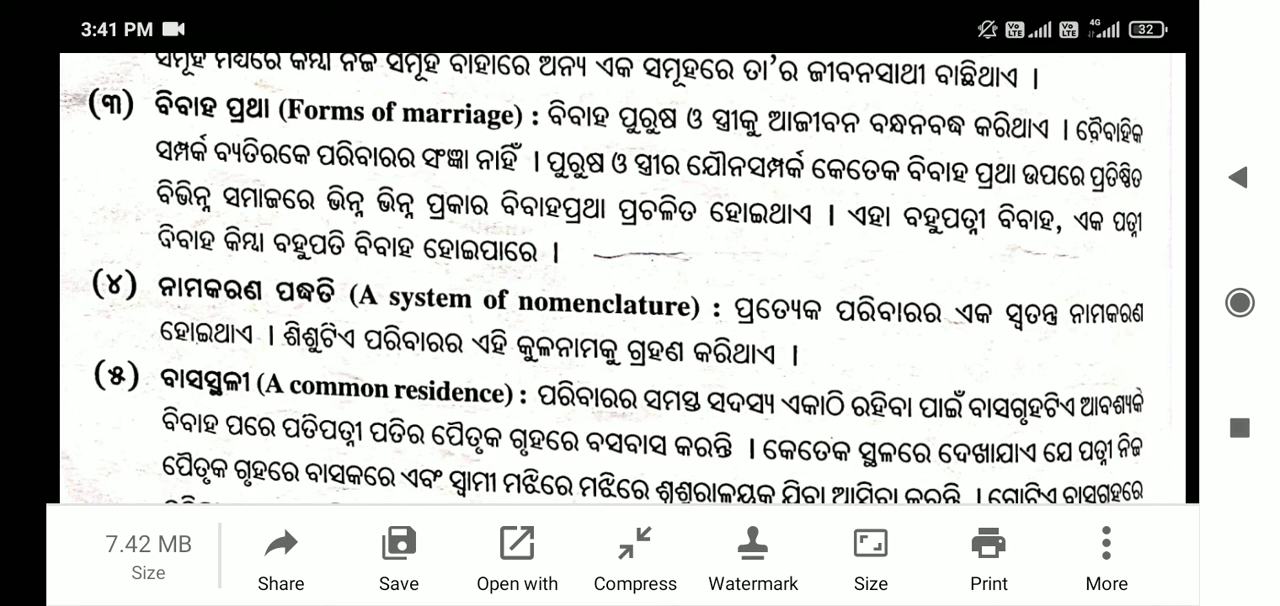 3:41 PM
Vo LTE Vo LTE 4G 32
ସମୂହ ମଧ୍ୟରେ କିମ୍ବା ନିଜ ସମୂହ ବାହାରେ ଅନ୍ୟ ଏକ ସମୂହରେ ତା'ର ଜୀବନସାଥୀ ବାଛିଥାଏ ।
(୩) ବିବାହ ପ୍ରଥା (Forms of marriage) : ବିବାହ ପୁରୁଷ ଓ ସ୍ତ୍ରୀକୁ ଆଜୀବନ ବନ୍ଧନବଦ୍ଧ କରିଥାଏ । ବୈବାହିକ
ସମ୍ପର୍କ ବ୍ୟତିରକେ ପରିବାରର ସଂଜ୍ଞା ନାହିଁ । ପୁରୁଷ ଓ ସ୍ତ୍ରୀର ଯୌନସମ୍ପର୍କ କେତେକ ବିବାହ ପ୍ରଥା ଉପରେ ପ୍ରତିଷ୍ଠିତ
ବିଭିନ୍ନ ସମାଜରେ ଭିନ୍ନ ଭିନ୍ନ ପ୍ରକାର ବିବାହପ୍ରଥା ପ୍ରଚଳିତ ହୋଇଥାଏ । ଏହା ବହୁପତ୍ନୀ ବିବାହ, ଏକ ପତ୍ନୀ
ବିବାହ କିମ୍ବା ବହୁପତି ବିବାହ ହୋଇପାରେ ।
(୪) ନାମକରଣ ପଦ୍ଧତି (A system of nomenclature) : ପ୍ରତ୍ୟେକ ପରିବାରର ଏକ ସ୍ୱତନ୍ତ୍ର ନାମକରଣ
ହୋଇଥାଏ । ଶିଶୁଟିଏ ପରିବାରର ଏହି କୁଳନାମକୁ ଗ୍ରହଣ କରିଥାଏ ।
(୫) ବାସସ୍ଥଳୀ (A common residence) : ପରିବାରର ସମସ୍ତ ସଦସ୍ୟ ଏକାଠି ରହିବା ପାଇଁ ବାସଗୃହଟିଏ ଆବଶ୍ୟକ
ବିବାହ ପରେ ପତିପତ୍ନୀ ପତିର ପୈତୃକ ଗୃହରେ ବସବାସ କରନ୍ତି । କେତେକ ସ୍ଥଳରେ ଦେଖାଯାଏ ଯେ ପତ୍ନୀ ନିଜ
ପୈତୃକ ଗୃହରେ ବାସକରେ ଏବଂ ସ୍ୱାମୀ ମଝିରେ ମଝିରେ ଶ୍ୱଶୁରାଳୟକୁ ଯିବା ଆସିବା କରନ୍ତି । ଗୋଟିଏ ବାସଗୃହରେ
7.42 MB
Size
Share Save Open with Compress Watermark Size Print More